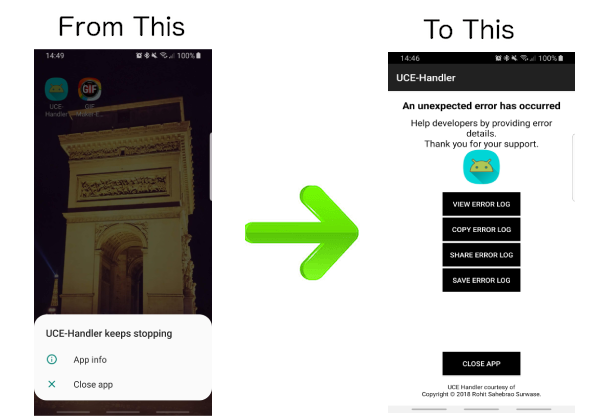 From This
To This
14:49
100%
UCE-
Handler
GIF
GIF
UCE-Handler keeps stopping
App info
Close app
14:46
100%
UCE-Handler
An unexpected error has occurred
Help developers by providing error
details.
Thank you for your support.
VIEW ERROR LOG
COPY ERROR LOG
SHARE ERROR LOG
SAVE ERROR LOG
CLOSE APP
UCE Handler courtesy of
Copyright © 2018 Rohit Sahebrao Surwase.